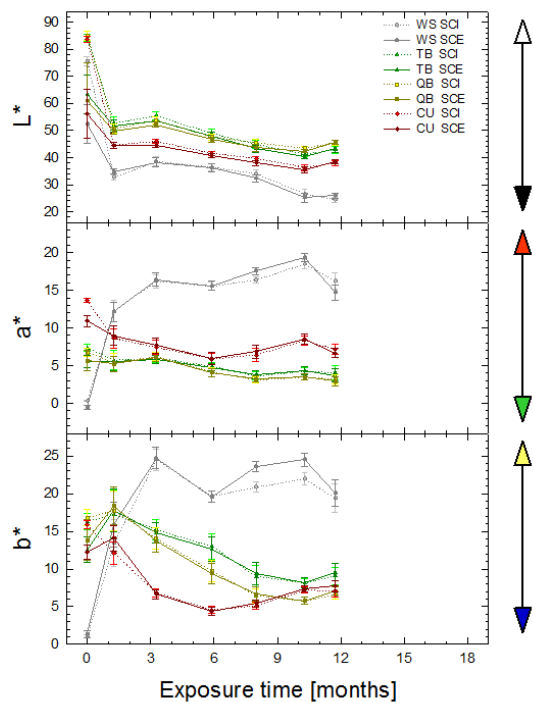 L*
90
80
70
60
50
40
30
20
WS SCI
WS SCE
TB SCI
TB SCE
QB SCI
QB SCE
CU SCI
CU SCE
a*
20
15
10
5
0
b*
25
20
15
10
5
0
0 3 6 9 12 15 18
Exposure time [months]